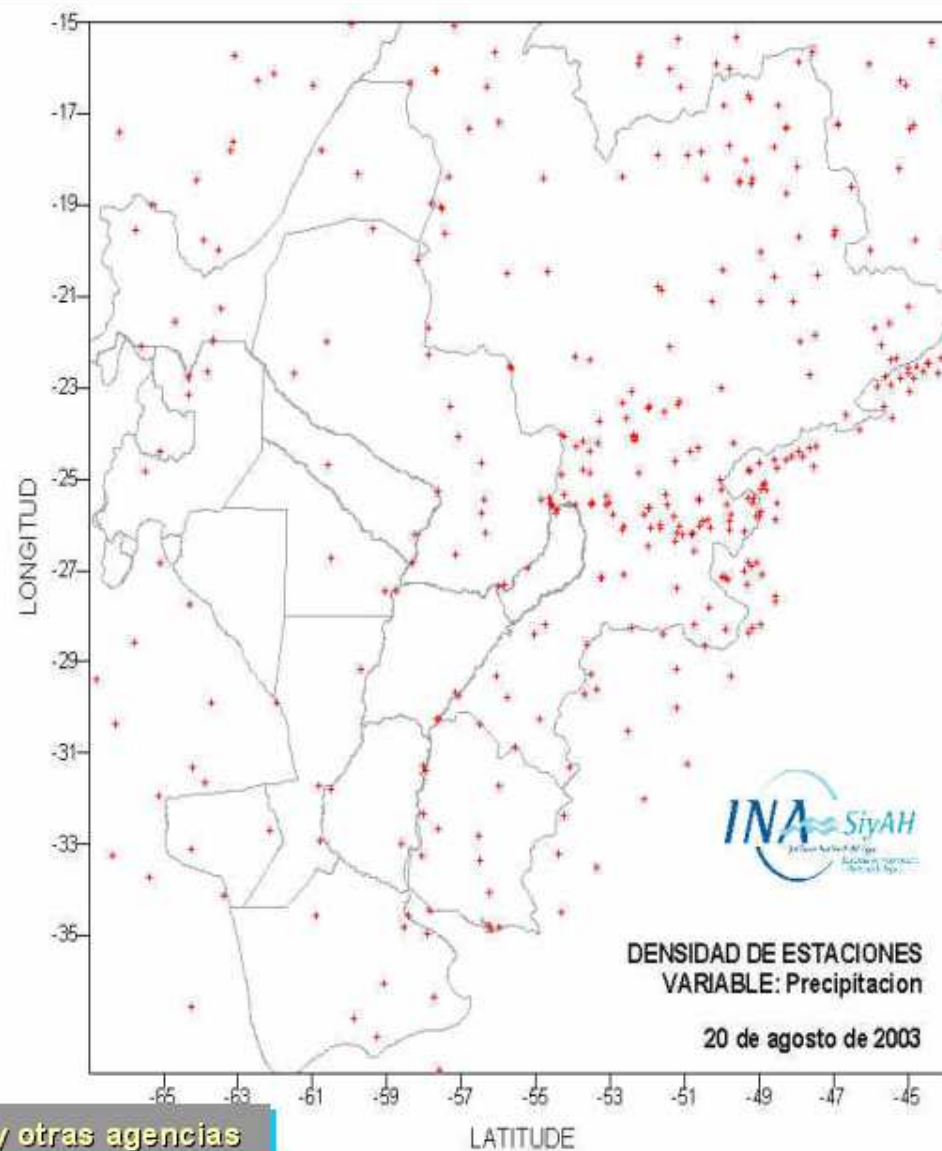 -15
-17
-19
-21
-23
-25
-27
-29
-31
-33
-35
LONGITUD
INA SiyAH
DENSIDAD DE ESTACIONES
VARIABLE: Precipitacion
20 de agosto de 2003
-65 -63 -61 -59 -57 -55 -53 -51 -49 -47 -45
y otras agencias
LATITUDE